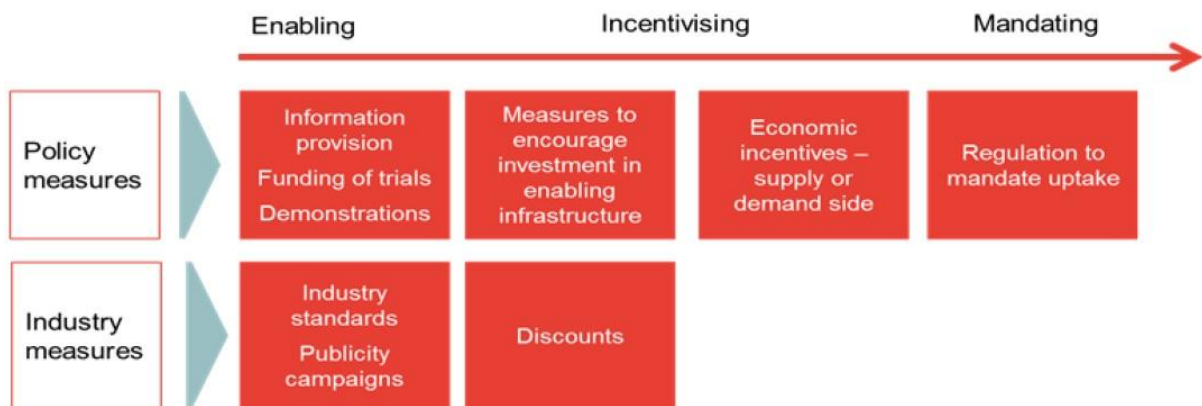 Enabling
Incentivising
Mandating
Policy
measures
Information
provision
Funding of trials
Demonstrations
Measures to
encourage
investment in
enabling
infrastructure
Economic
incentives –
supply or
demand side
Regulation to
mandate uptake
Industry
measures
Industry
standards
Publicity
campaigns
Discounts